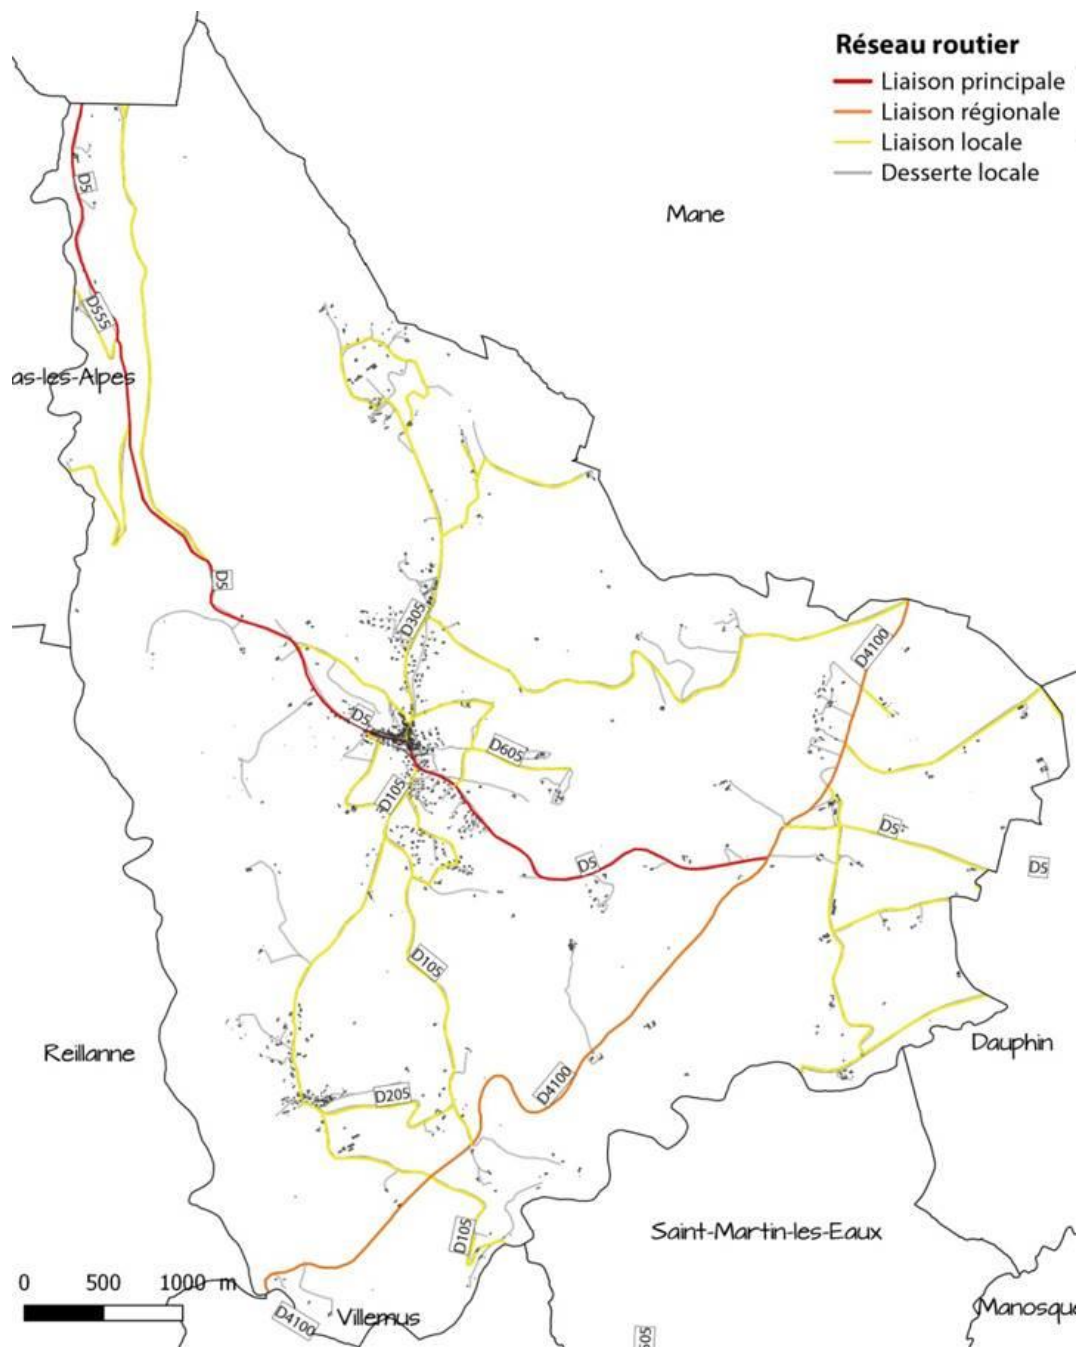 Réseau routier
Liaison principale
Liaison régionale
Liaison locale
Desserte locale
D5
Mane
D555
as-les-Alpes
D5
D305
D4100
D5
D605
D105
D5
D5
D5
D105
Reillanne
Dauphin
D4100
D205
D105
Saint-Martin-les-Eaux
0 500 1000 m
D4100
Villemus
Manosque